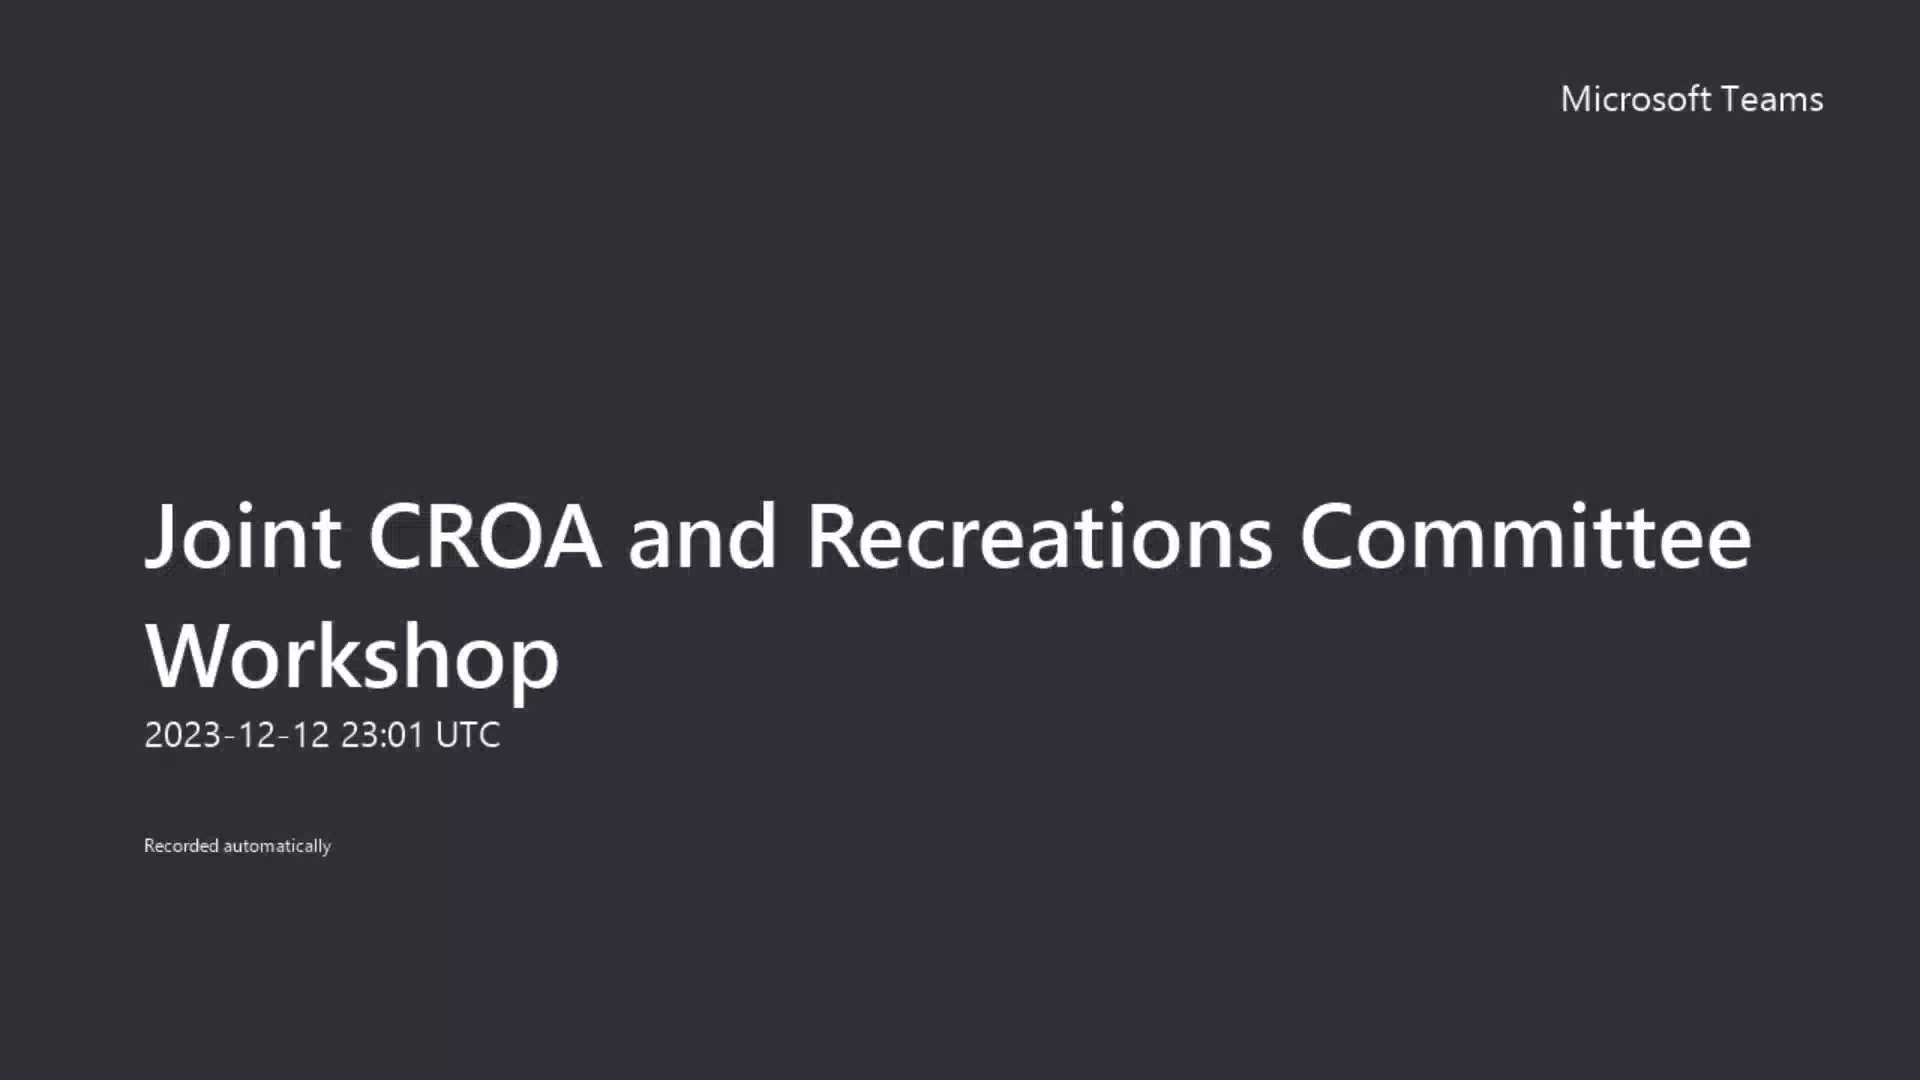 Microsoft Teams
Joint CROA and Recreations Committee
Workshop
2023-12-12 23:01 UTC
Recorded automatically